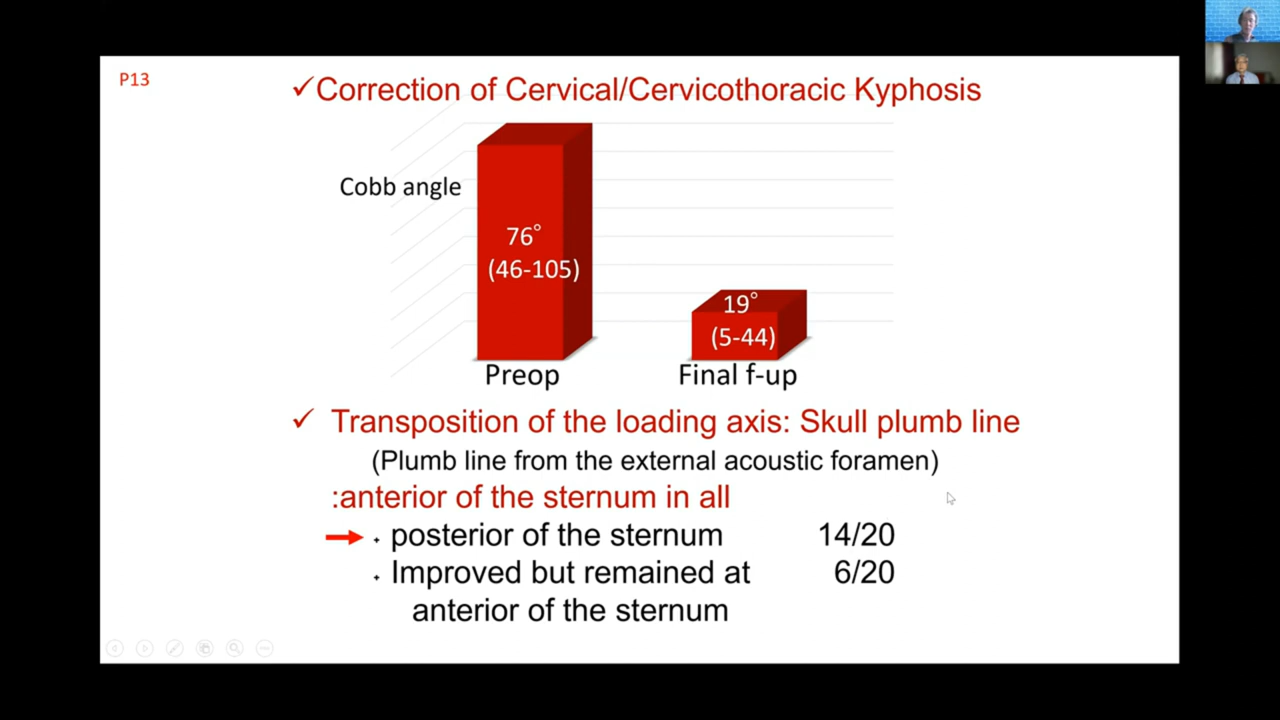 P13
✓Correction of Cervical/Cervicothoracic Kyphosis
Cobb angle
76°
(46-105)
19°
(5-44)
Preop
Final f-up
✓ Transposition of the loading axis: Skull plumb line
(Plumb line from the external acoustic foramen)
:anterior of the sternum in all
posterior of the sternum 14/20
Improved but remained at 6/20
anterior of the sternum